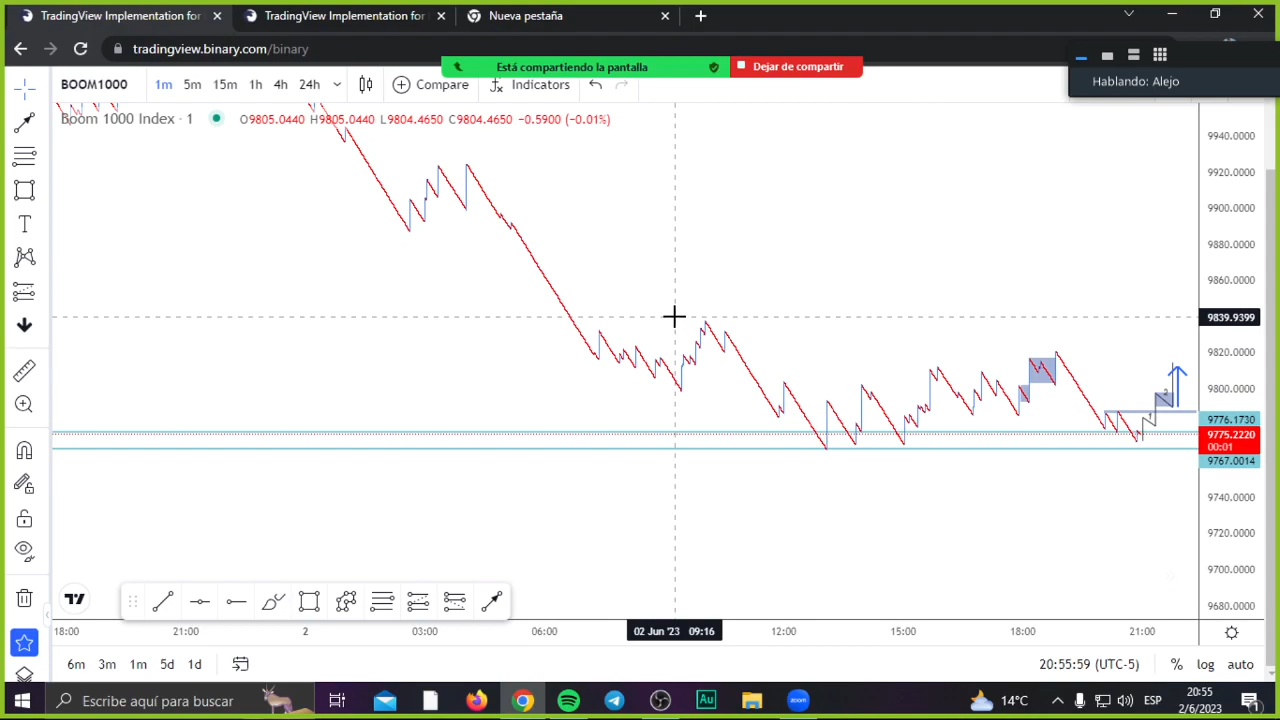 TradingView Implementation for
TradingView Implementation for
Nueva pestaña
tradingview.binary.com/binary
Está compartiendo la pantalla
Dejar de compartir
Hablando: Alejo
BOOM1000
1m
5m
15m
1h
4h
24h
Compare
Indicators
Boom 1000 Index · 1
O9805.0440 H9805.0440 L9804.4650 C9804.4650 −0.5900 (−0.01%)
9940.0000
9920.0000
9900.0000
9880.0000
9860.0000
9839.9399
9820.0000
9800.0000
9776.1730
9775.2220
00:01
9767.0014
9740.0000
9720.0000
9700.0000
9680.0000
1
2
18:00
21:00
2
03:00
06:00
02 Jun '23 09:16
12:00
15:00
18:00
21:00
6m
3m
1m
5d
1d
20:55:59 (UTC-5)
%
log
auto
Escribe aquí para buscar
Au
zoom
14°C
ESP
20:55
2/6/2023
1